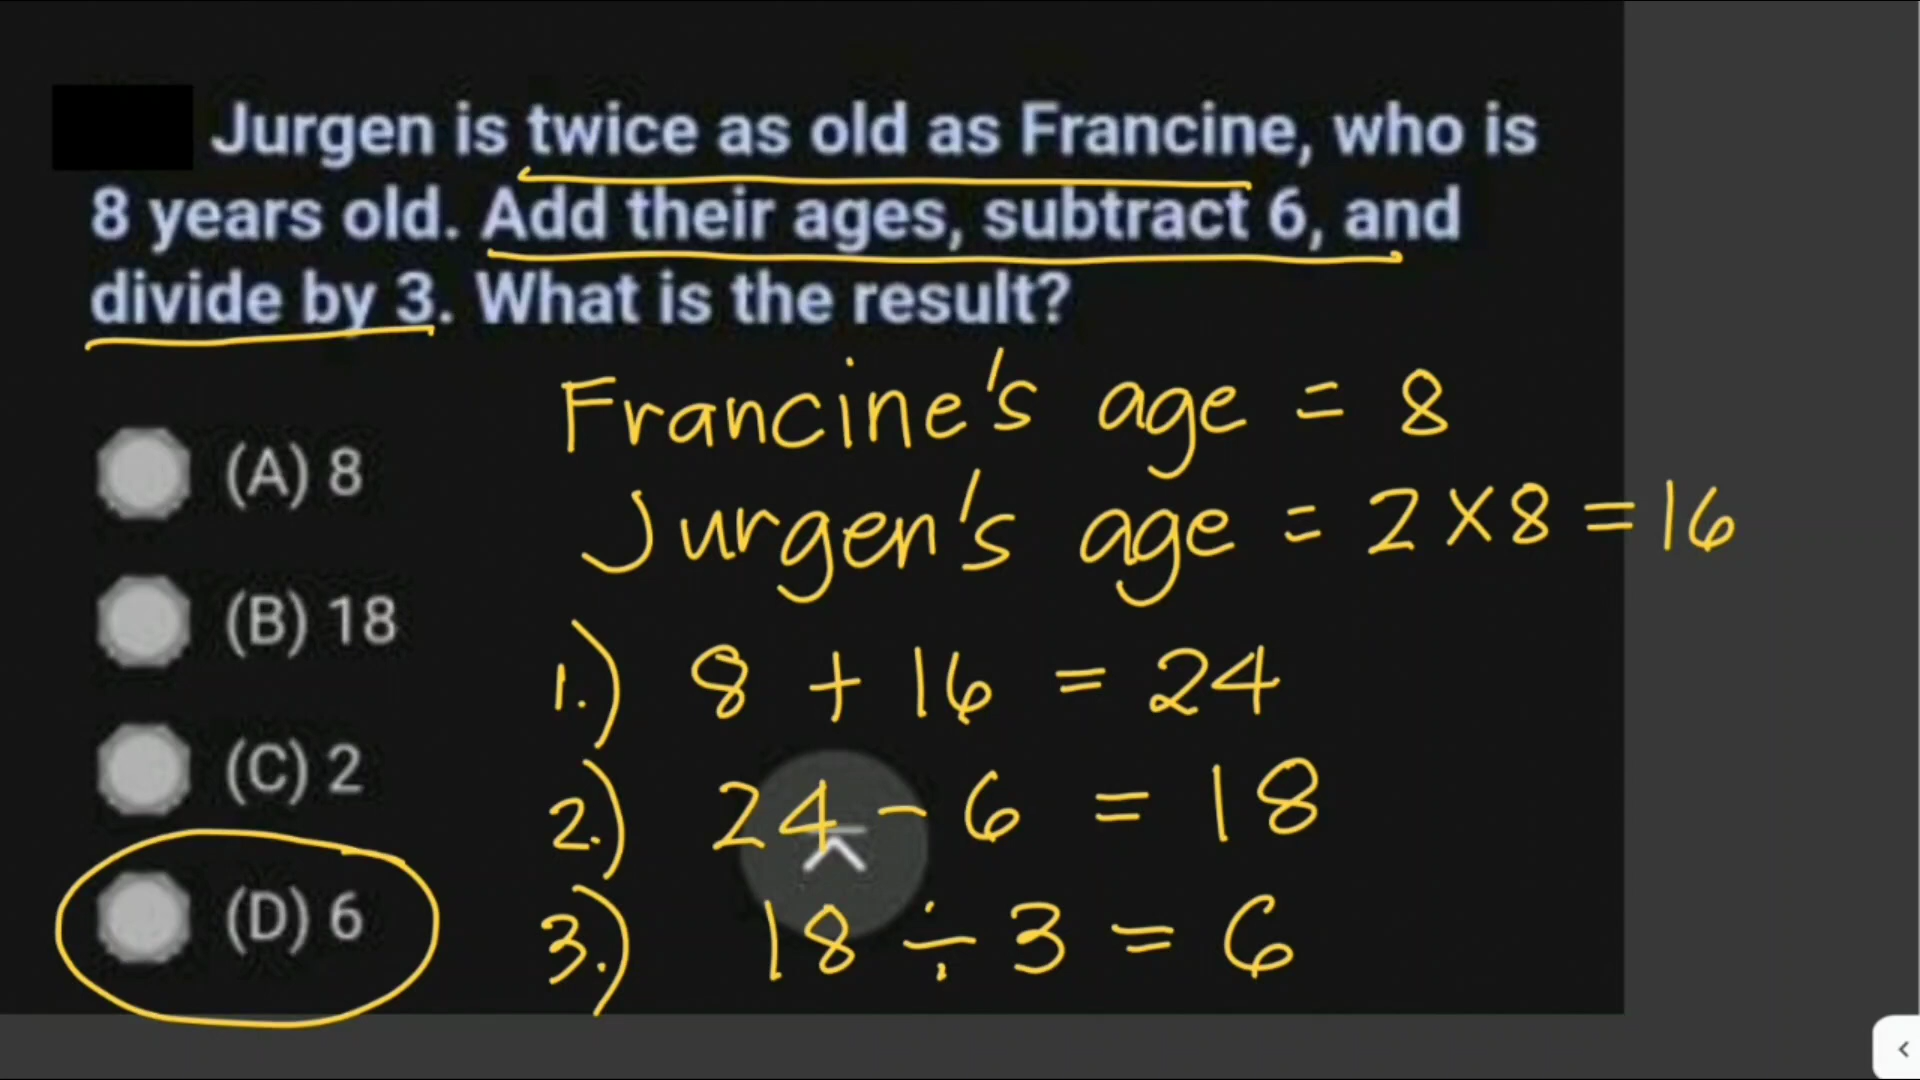 Jurgen is twice as old as Francine, who is
8 years old. Add their ages, subtract 6, and
divide by 3. What is the result?
Francine's age = 8
Jurgen's age = 2 × 8 = 16
(A) 8
(B) 18
(C) 2
(D) 6
1.) 8 + 16 = 24
2.) 24 - 6 = 18
3.) 18 ÷ 3 = 6